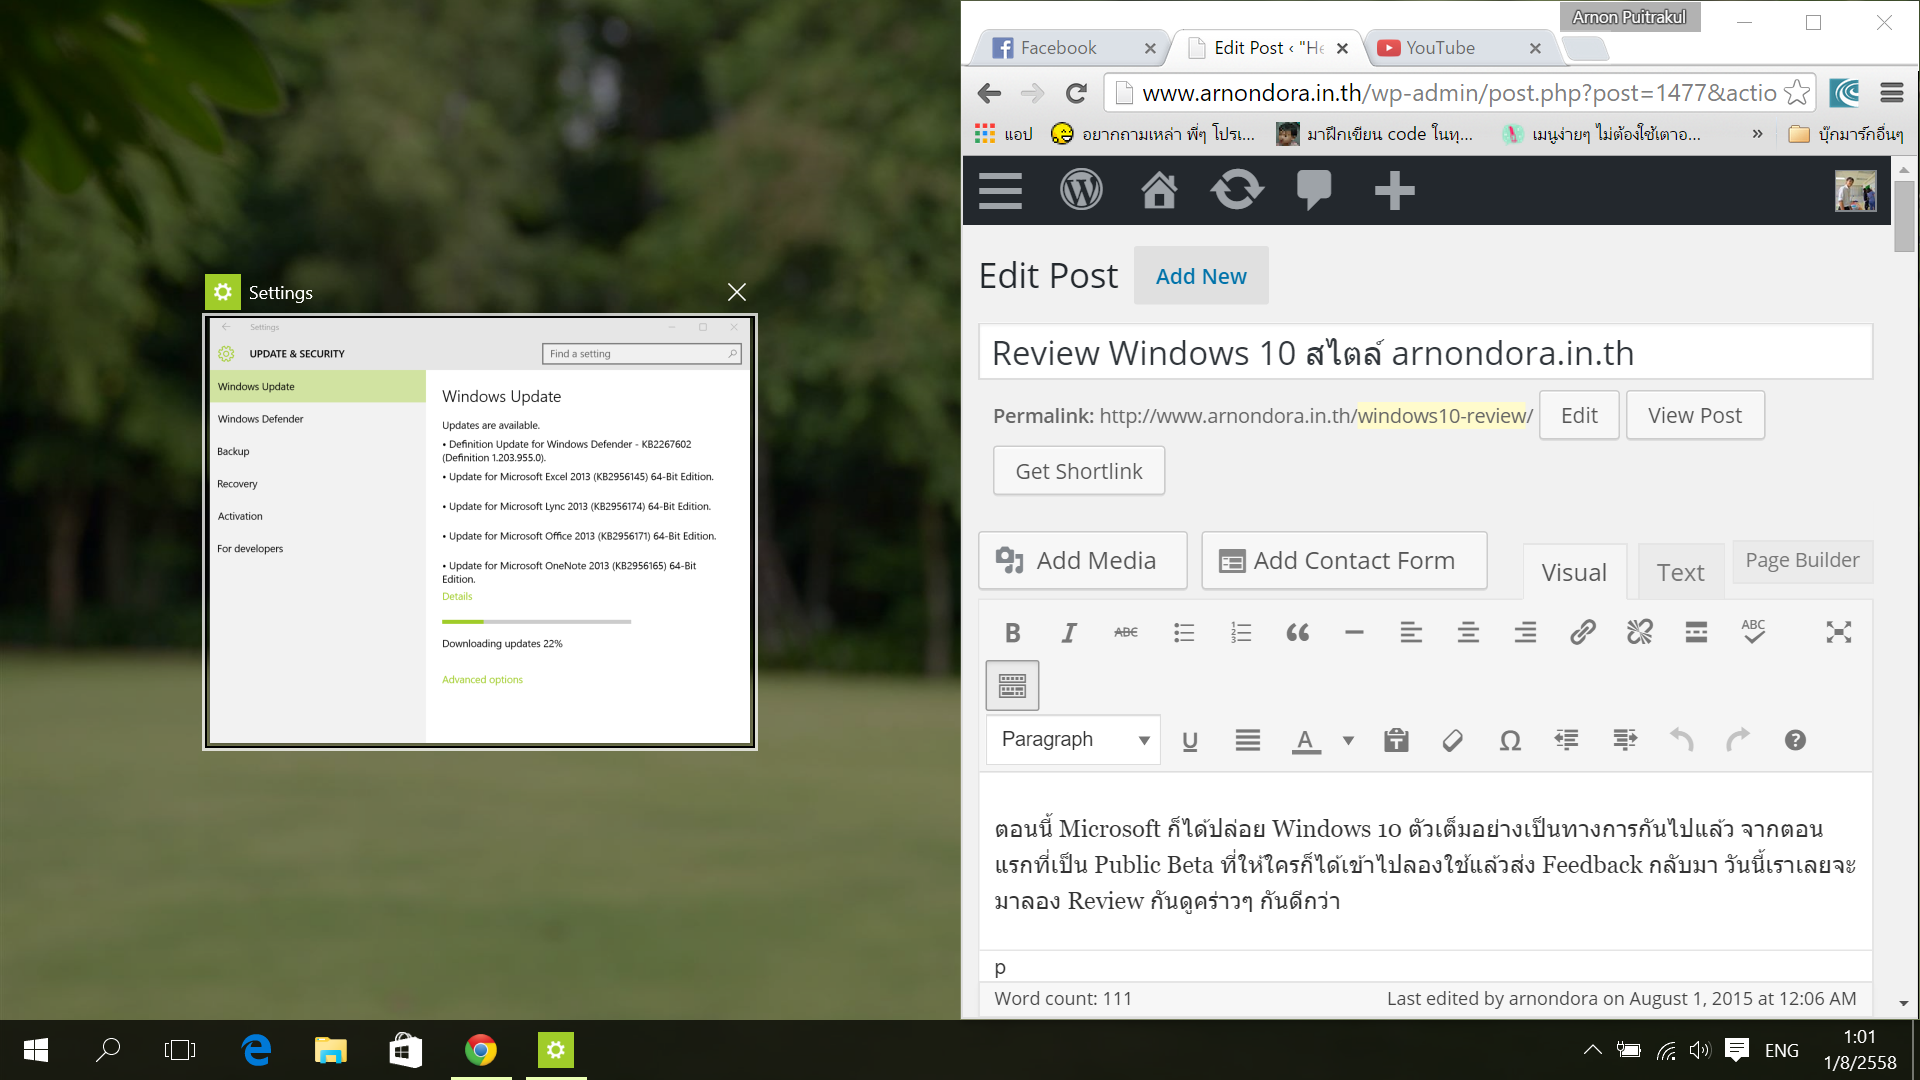 Settings
Settings
UPDATE & SECURITY
Find a setting
Windows Update
Windows Defender
Backup
Recovery
Activation
For developers
Windows Update
Updates are available.
• Definition Update for Windows Defender - KB2267602
(Definition 1.203.955.0).
• Update for Microsoft Excel 2013 (KB2956145) 64-Bit Edition.
• Update for Microsoft Lync 2013 (KB2956174) 64-Bit Edition.
• Update for Microsoft Office 2013 (KB2956171) 64-Bit Edition.
• Update for Microsoft OneNote 2013 (KB2956165) 64-Bit
Edition.
Details
Downloading updates 22%
Advanced options
Arnon Puitrakul
Facebook
Edit Post ‹ "He
YouTube
www.arnondora.in.th/wp-admin/post.php?post=1477&actio
แอป
อยากถามเหล่า พี่ๆ โปรเ...
มาฝึกเขียน code ในทุ...
เมนูง่ายๆ ไม่ต้องใช้เตาอ...
»
บุ๊กมาร์กอื่นๆ
Edit Post
Add New
Review Windows 10 สไตล์ arnondora.in.th
Permalink: http://www.arnondora.in.th/windows10-review/
Edit
View Post
Get Shortlink
Add Media
Add Contact Form
Visual
Text
Page Builder
B I ABC
ABC
Paragraph
U A Ω ?
ตอนนี้ Microsoft ก็ได้ปล่อย Windows 10 ตัวเต็มอย่างเป็นทางการกันไปแล้ว จากตอน
แรกที่เป็น Public Beta ที่ให้ใครก็ได้เข้าไปลองใช้แล้วส่ง Feedback กลับมา วันนี้เราเลยจะ
มาลอง Review กันดูคร่าวๆ กันดีกว่า
p
Word count: 111
Last edited by arnondora on August 1, 2015 at 12:06 AM
ENG
1:01
1/8/2558